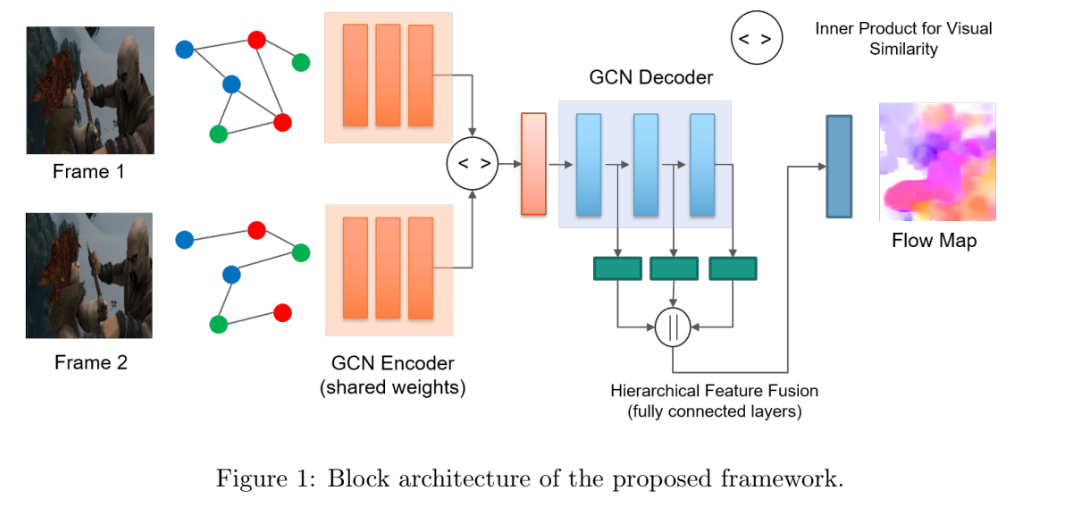 Frame 1
Frame 2
GCN Encoder
(shared weights)
< >
GCN Decoder
< >
Inner Product for Visual
Similarity
||
Hierarchical Feature Fusion
(fully connected layers)
Flow Map
Figure 1: Block architecture of the proposed framework.